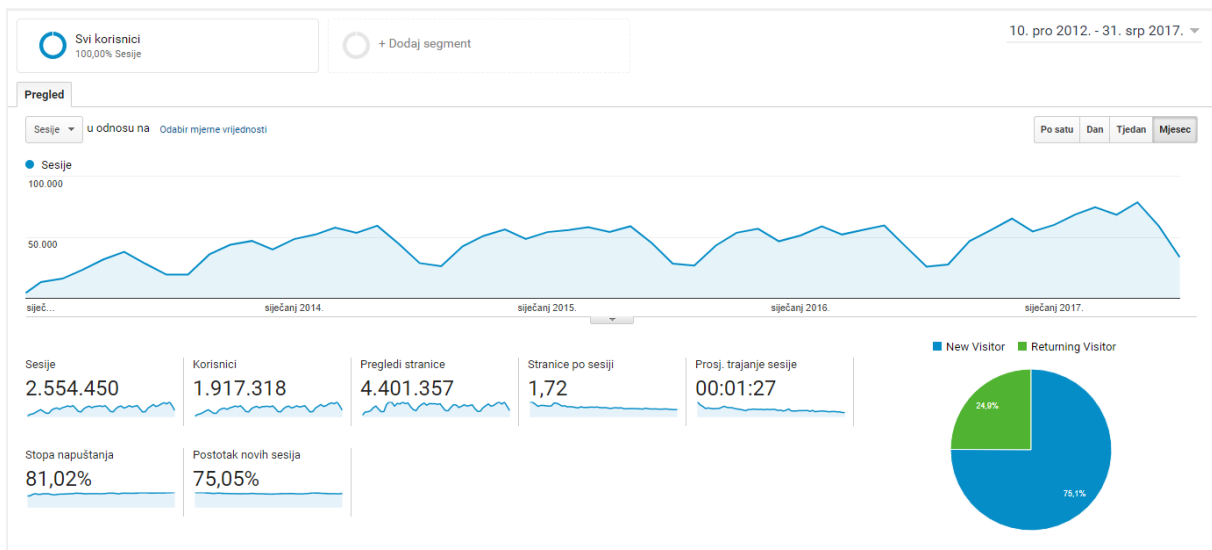 Svi korisnici
100,00% Sesije
+ Dodaj segment
10. pro 2012. - 31. srp 2017.
Pregled
Sesije u odnosu na Odabir mjerne vrijednosti
Po satu Dan Tjedan Mjesec
Sesije
100.000
50.000
siječ... siječanj 2014. siječanj 2015. siječanj 2016. siječanj 2017.
New Visitor Returning Visitor
Sesije
2.554.450
Korisnici
1.917.318
Pregledi stranice
4.401.357
Stranice po sesiji
1,72
Prosj. trajanje sesije
00:01:27
Stopa napuštanja
81,02%
Postotak novih sesija
75,05%
24,9%
75,1%